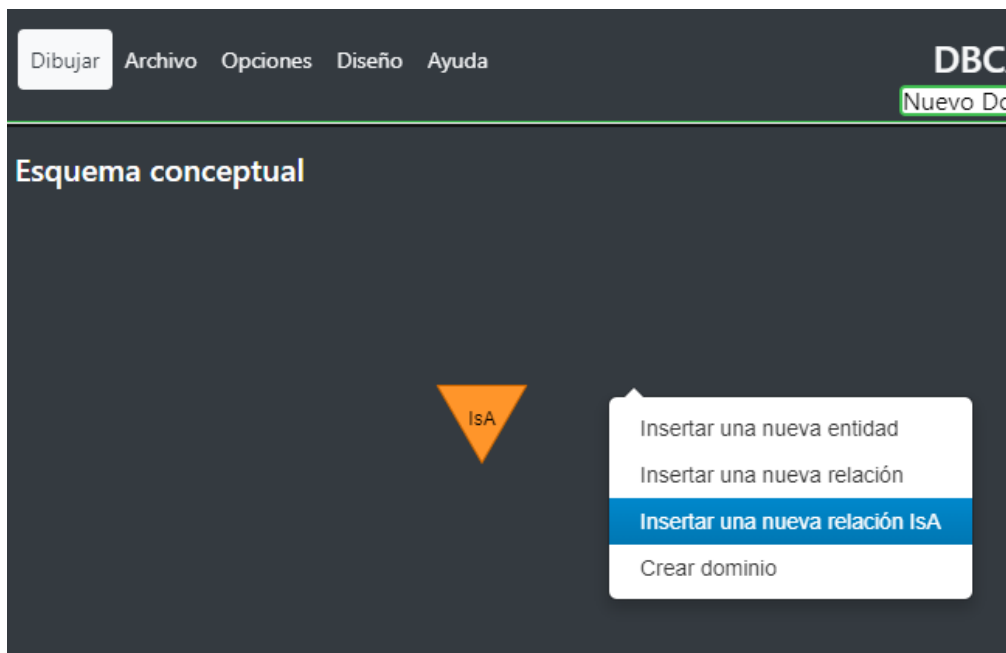 Dibujar Archivo Opciones Diseño Ayuda
DBC
Nuevo Do
Esquema conceptual
IsA
Insertar una nueva entidad
Insertar una nueva relación
Insertar una nueva relación IsA
Crear dominio